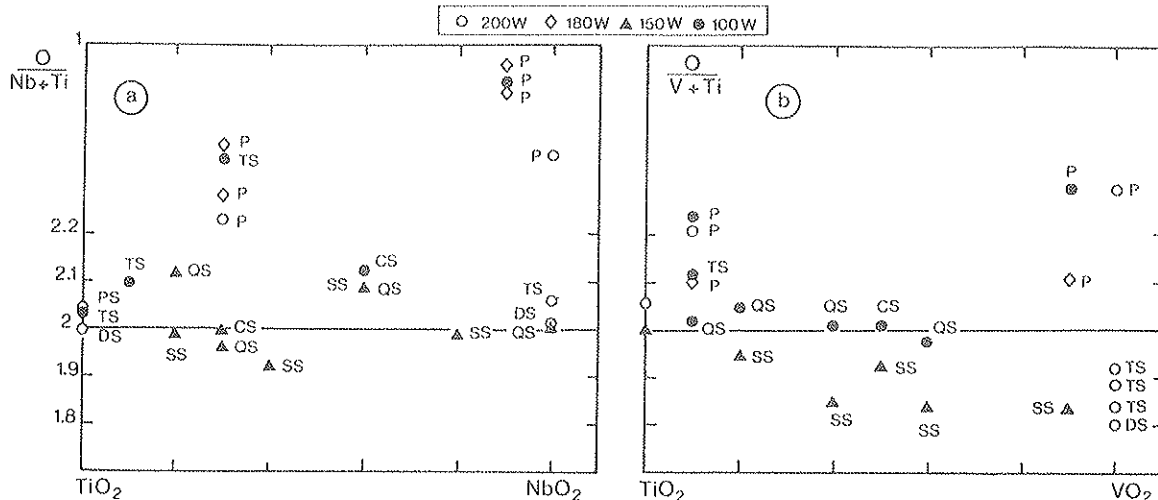 200W 180W 150W 100W
1
O
Nb+Ti
a
P
P
P
P
TS
P
P
P
2.2
2.1
2
1.9
1.8
TS
QS
CS
QS
SS
PS
TS
DS
CS
QS
SS
SS
SS
QS
TS
DS
TiO2
NbO2
O
V+Ti
b
P
P
TS
P
QS
QS
QS
CS
QS
P
P
P
SS
SS
SS
SS
SS
TS
TS
TS
DS
TiO2
VO2